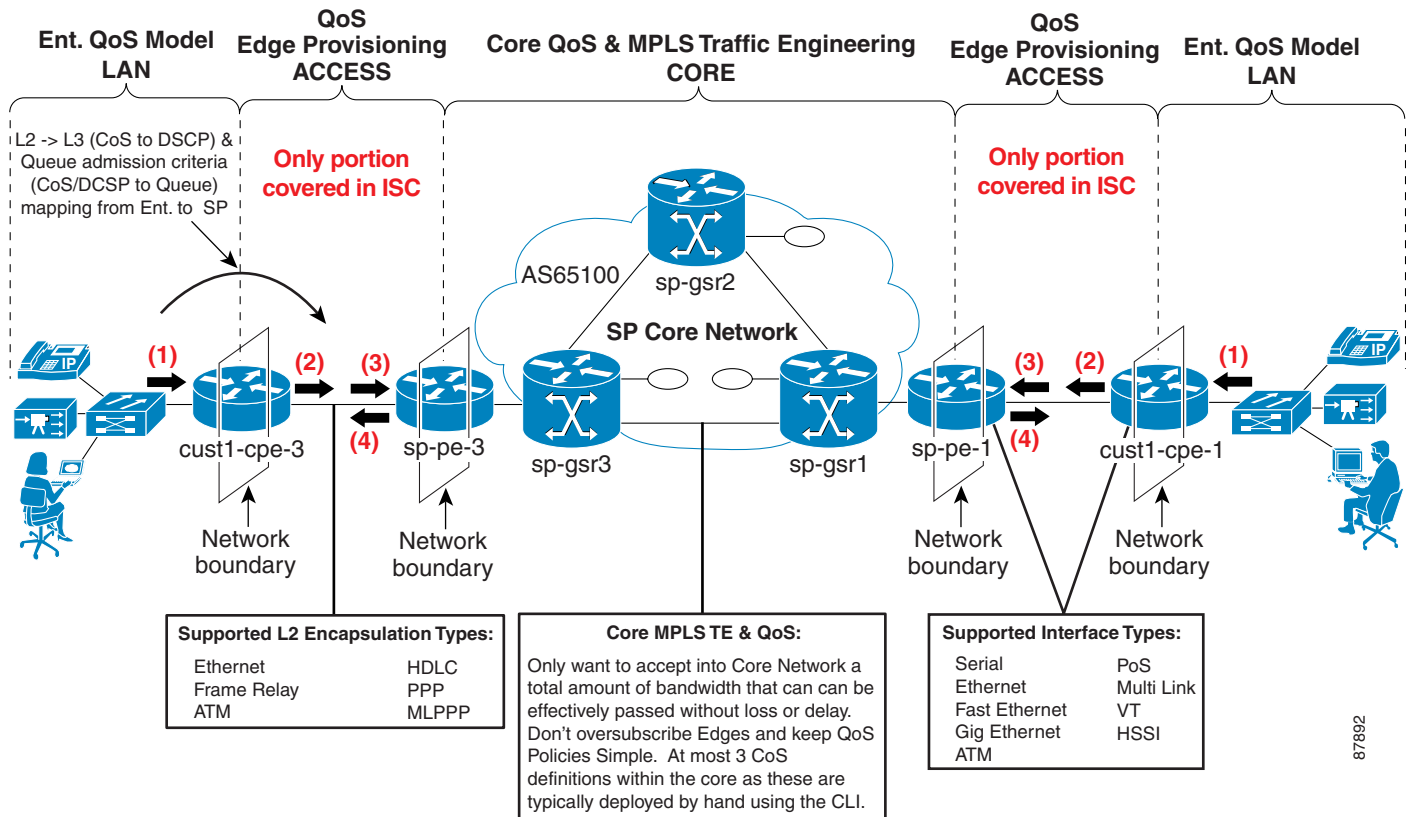 Ent. QoS Model
LAN
QoS
Edge Provisioning
ACCESS
Core QoS & MPLS Traffic Engineering
CORE
QoS
Edge Provisioning
ACCESS
Ent. QoS Model
LAN
L2 -> L3 (CoS to DSCP) &
Queue admission criteria
(CoS/DCSP to Queue)
mapping from Ent. to SP
Only portion
covered in ISC
Only portion
covered in ISC
AS65100
sp-gsr2
SP Core Network
IP
(1)
(2)
(3)
(4)
cust1-cpe-3
sp-pe-3
sp-gsr3
sp-gsr1
(3)
(2)
(1)
(4)
sp-pe-1
cust1-cpe-1
IP
Network
boundary
Network
boundary
Network
boundary
Network
boundary
Supported L2 Encapsulation Types:
Ethernet HDLC
Frame Relay PPP
ATM MLPPP
Core MPLS TE & QoS:
Only want to accept into Core Network a
total amount of bandwidth that can can be
effectively passed without loss or delay.
Don't oversubscribe Edges and keep QoS
Policies Simple. At most 3 CoS
definitions within the core as these are
typically deployed by hand using the CLI.
Supported Interface Types:
Serial PoS
Ethernet Multi Link
Fast Ethernet VT
Gig Ethernet HSSI
ATM
87892